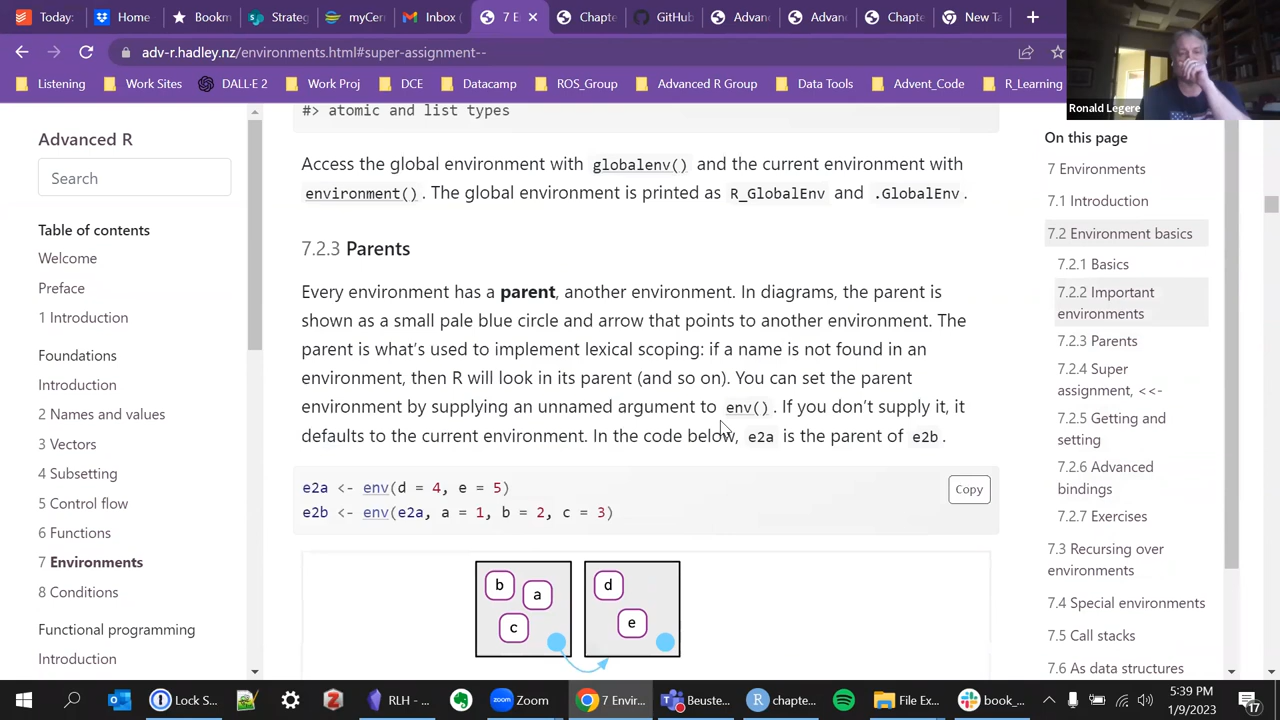 Today:
Home
Bookm
Strateg
myCerr
Inbox (
7 E
Chapte
GitHub
Advan
Advan
Chapte
New Ta
adv-r.hadley.nz/environments.html#super-assignment--
Listening
Work Sites
DALL·E 2
Work Proj
DCE
Datacamp
ROS_Group
Advanced R Group
Data Tools
Advent_Code
R_Learning
Ronald Legere
Advanced R
Search
Table of contents
Welcome
Preface
1 Introduction
Foundations
Introduction
2 Names and values
3 Vectors
4 Subsetting
5 Control flow
6 Functions
7 Environments
8 Conditions
Functional programming
Introduction
#> atomic and list types
Access the global environment with globalenv() and the current environment with
environment(). The global environment is printed as R_GlobalEnv and .GlobalEnv.
7.2.3 Parents
Every environment has a parent, another environment. In diagrams, the parent is
shown as a small pale blue circle and arrow that points to another environment. The
parent is what's used to implement lexical scoping: if a name is not found in an
environment, then R will look in its parent (and so on). You can set the parent
environment by supplying an unnamed argument to env(). If you don't supply it, it
defaults to the current environment. In the code below, e2a is the parent of e2b.
e2a <- env(d = 4, e = 5)
e2b <- env(e2a, a = 1, b = 2, c = 3)
Copy
b
a
c
d
e
On this page
7 Environments
7.1 Introduction
7.2 Environment basics
7.2.1 Basics
7.2.2 Important
environments
7.2.3 Parents
7.2.4 Super
assignment, <<-
7.2.5 Getting and
setting
7.2.6 Advanced
bindings
7.2.7 Exercises
7.3 Recursing over
environments
7.4 Special environments
7.5 Call stacks
7.6 As data structures
Lock S...
RLH - ...
Zoom
7 Envir...
Beuste...
chapte...
File Ex...
book_...
5:39 PM
1/9/2023
17